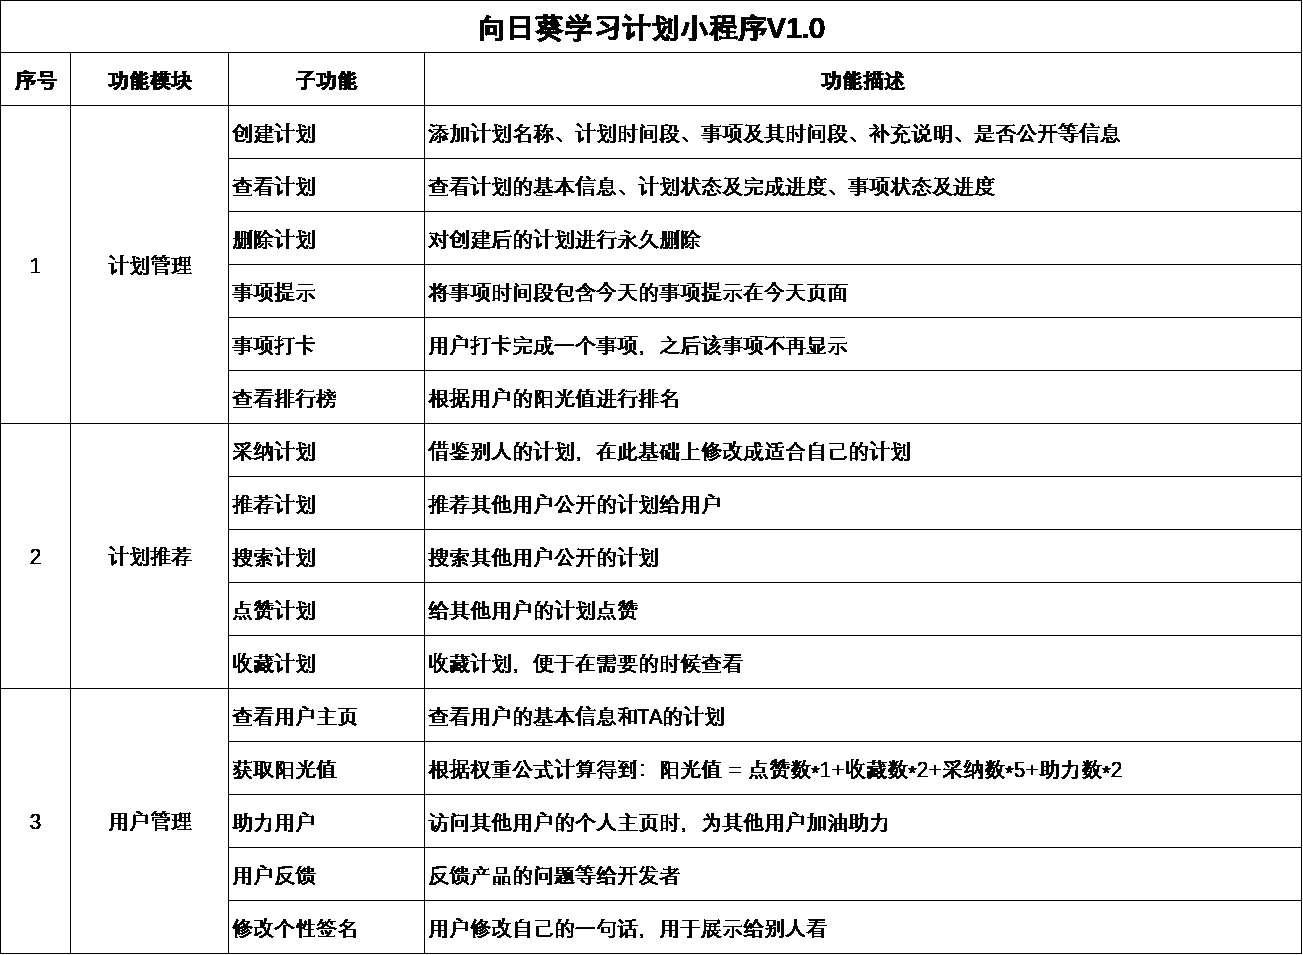 向日葵学习计划小程序V1.0
序号 功能模块 子功能 功能描述
1 计划管理
创建计划 添加计划名称、计划时间段、事项及其时间段、补充说明、是否公开等信息
查看计划 查看计划的基本信息、计划状态及完成进度、事项状态及进度
删除计划 对创建后的计划进行永久删除
事项提示 将事项时间段包含今天的事项提示在今天页面
事项打卡 用户打卡完成一个事项，之后该事项不再显示
查看排行榜 根据用户的阳光值进行排名
2 计划推荐
采纳计划 借鉴别人的计划，在此基础上修改成适合自己的计划
推荐计划 推荐其他用户公开的计划给用户
搜索计划 搜索其他用户公开的计划
点赞计划 给其他用户的计划点赞
收藏计划 收藏计划，便于在需要的时候查看
3 用户管理
查看用户主页 查看用户的基本信息和TA的计划
获取阳光值 根据权重公式计算得到：阳光值 = 点赞数*1+收藏数*2+采纳数*5+助力数*2
助力用户 访问其他用户的个人主页时，为其他用户加油助力
用户反馈 反馈产品的问题等给开发者
修改个性签名 用户修改自己的一句话，用于展示给别人看